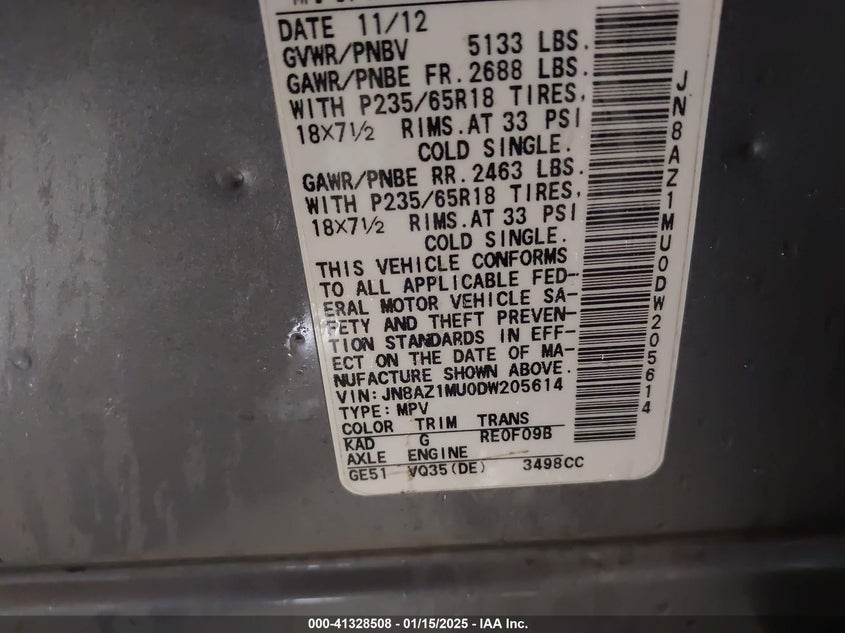 DATE 11/12
GVWR/PNBV 5133 LBS.
GAWR/PNBE FR. 2688 LBS.
WITH P235/65R18 TIRES,
18×7½ RIMS. AT 33 PSI
COLD SINGLE.
GAWR/PNBE RR. 2463 LBS.
WITH P235/65R18 TIRES,
18×7½ RIMS. AT 33 PSI
COLD SINGLE.
THIS VEHICLE CONFORMS
TO ALL APPLICABLE FED-
ERAL MOTOR VEHICLE SA-
FETY AND THEFT PREVEN-
TION STANDARDS IN EFF-
ECT ON THE DATE OF MA-
NUFACTURE SHOWN ABOVE.
VIN: JN8AZ1MU0DW205614
TYPE: MPV
COLOR TRIM TRANS
KAD G RE0F09B
AXLE ENGINE
GE51 VQ35(DE) 3498CC
JN8AZ1MU0DW205614
000-41328508 - 01/15/2025 - IAA Inc.